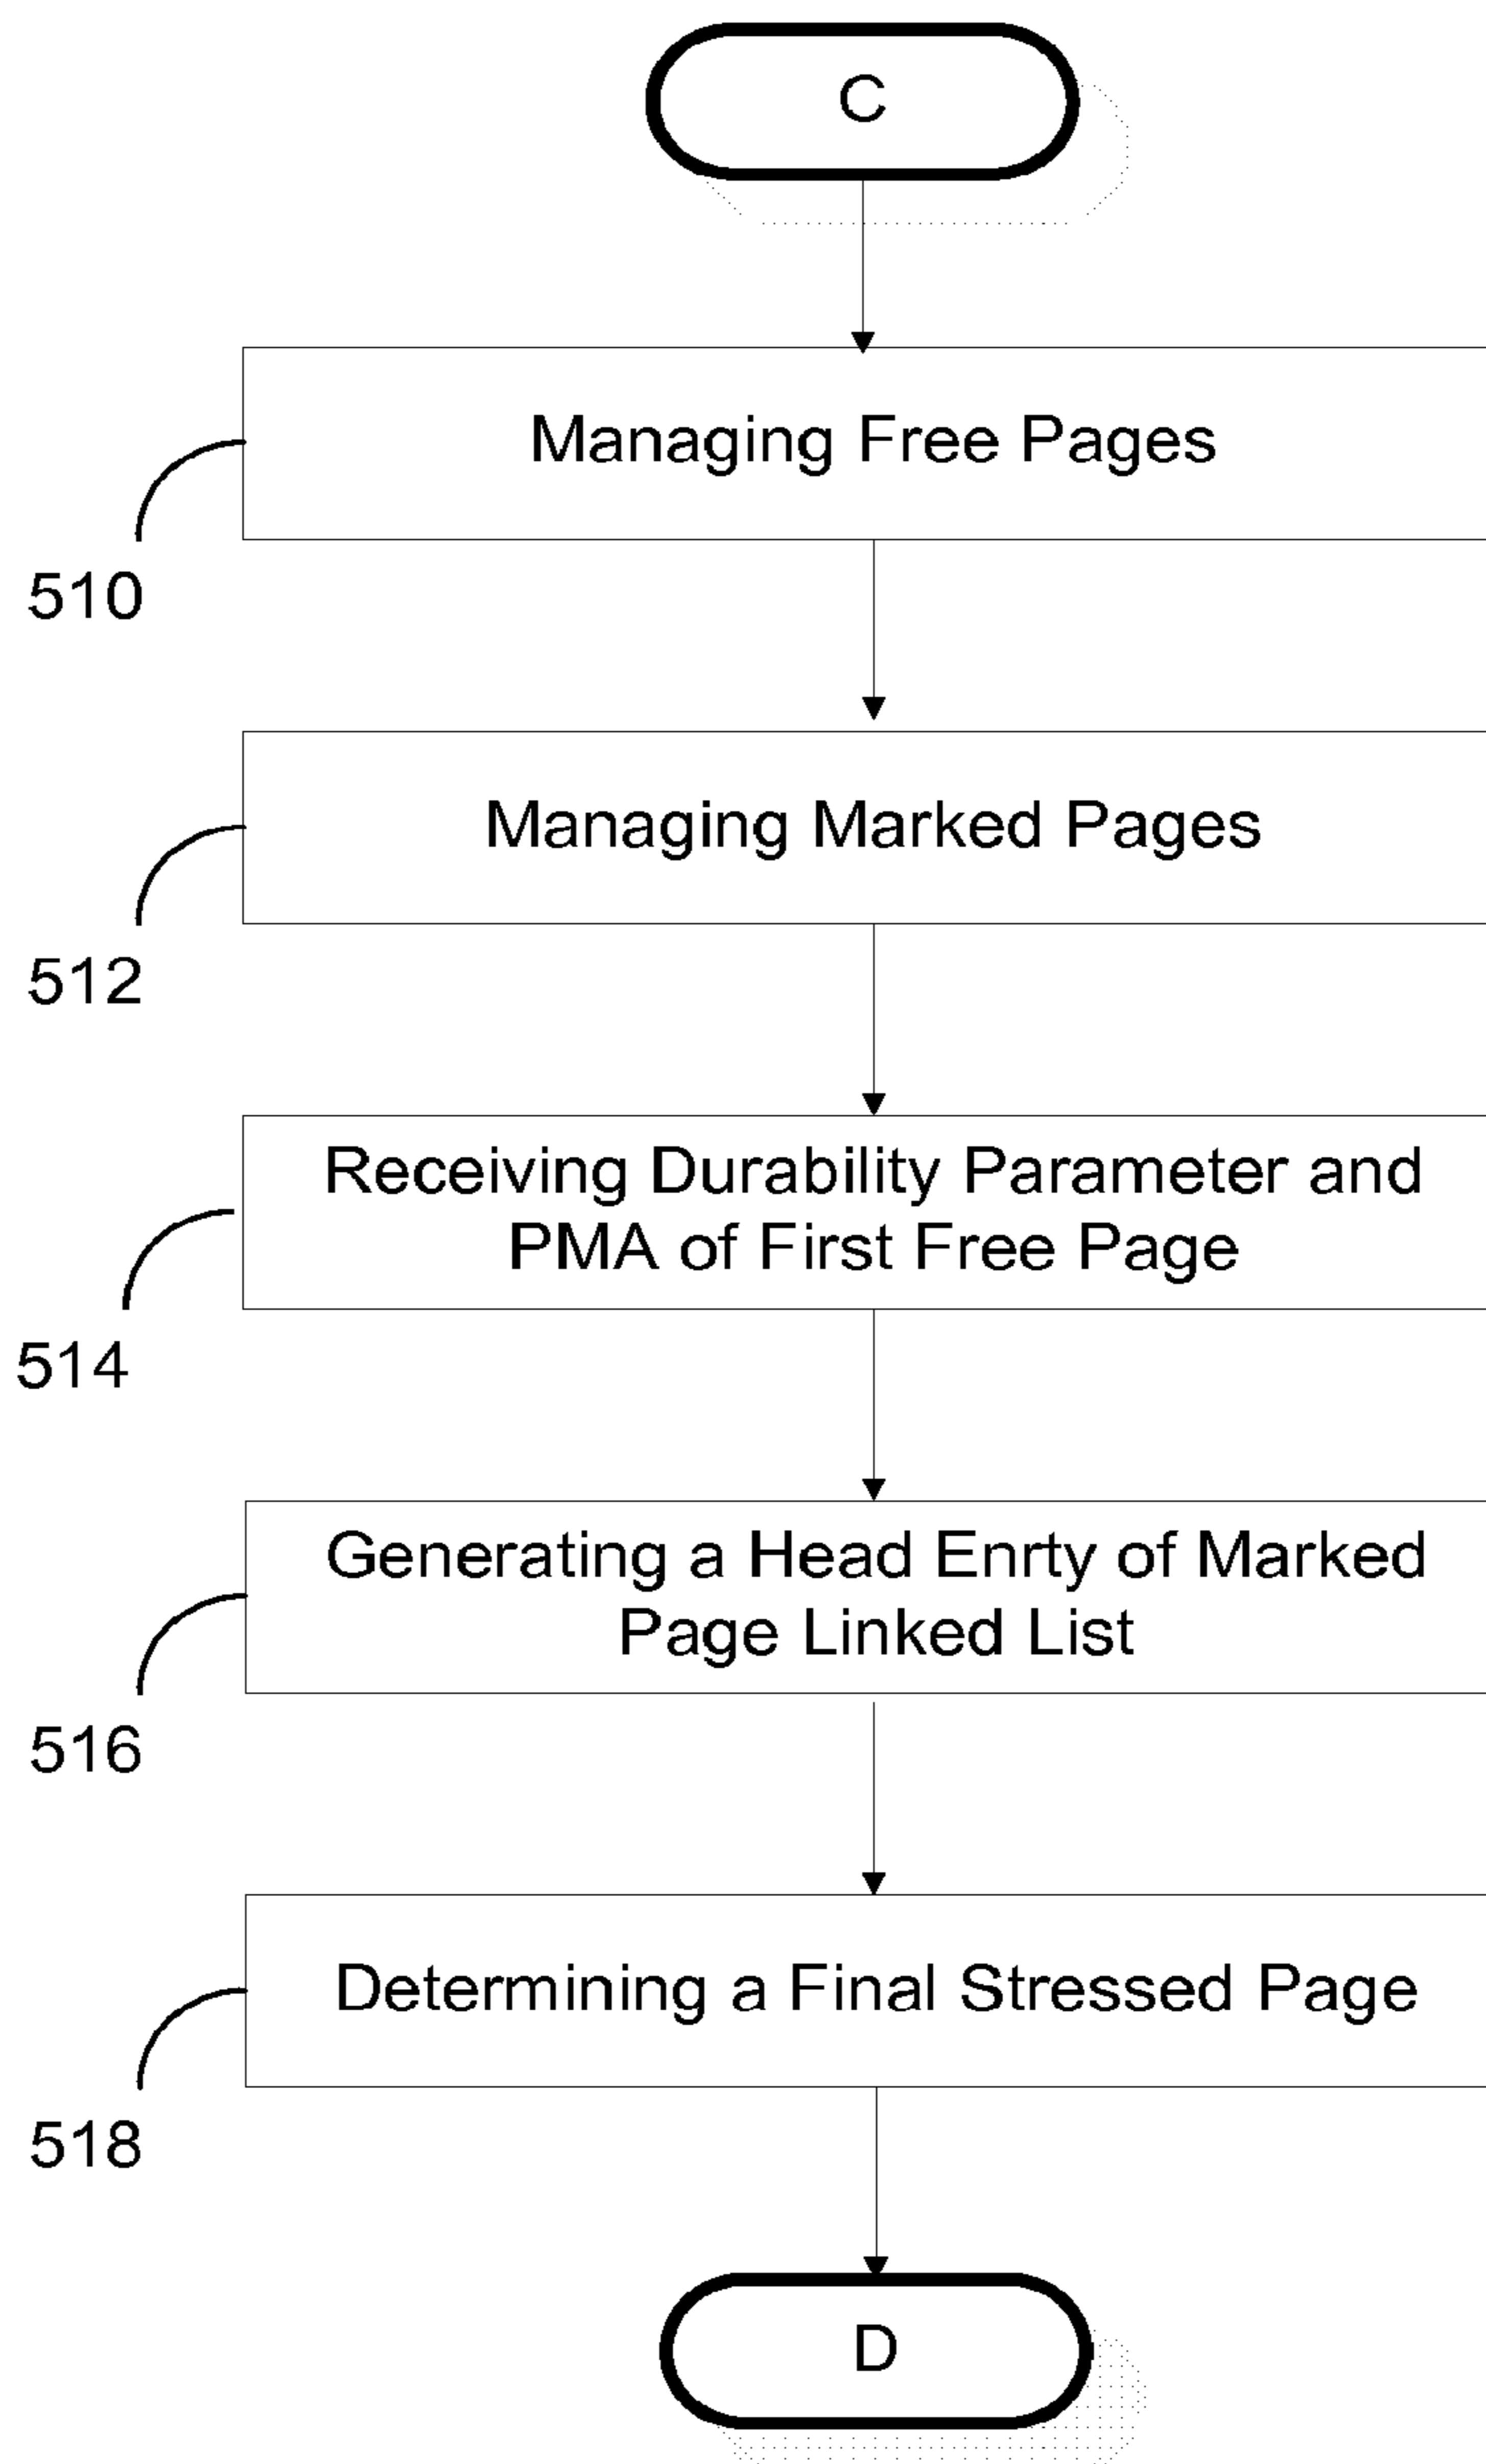 C
Managing Free Pages
510
Managing Marked Pages
512
Receiving Durability Parameter and
PMA of First Free Page
514
Generating a Head Enrty of Marked
Page Linked List
516
Determining a Final Stressed Page
518
D